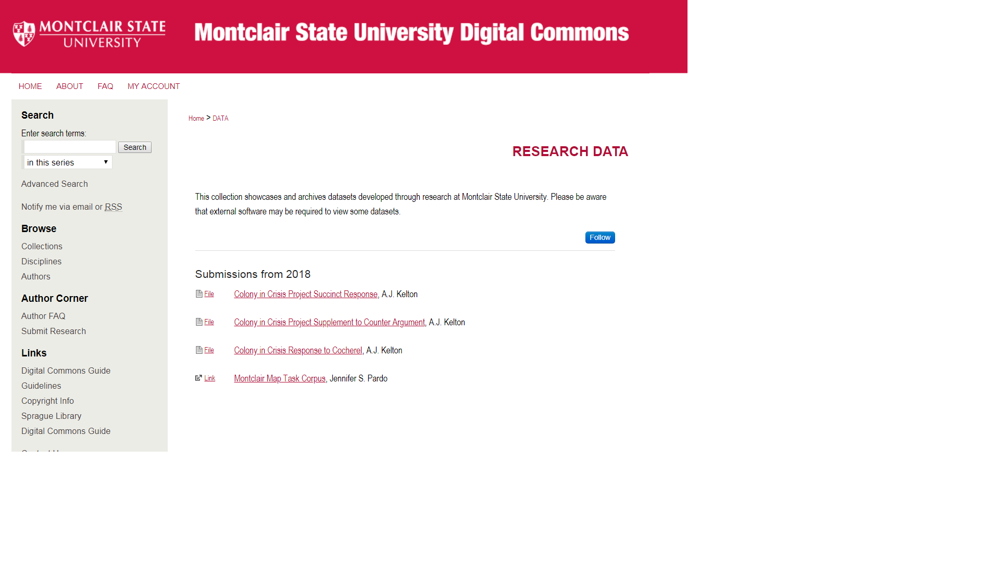 MONTCLAIR STATE
UNIVERSITY
Montclair State University Digital Commons
HOME ABOUT FAQ MY ACCOUNT
Search
Enter search terms:
Search
in this series
Advanced Search
Notify me via email or RSS
Browse
Collections
Disciplines
Authors
Author Corner
Author FAQ
Submit Research
Links
Digital Commons Guide
Guidelines
Copyright Info
Sprague Library
Digital Commons Guide
Home > DATA
RESEARCH DATA
This collection showcases and archives datasets developed through research at Montclair State University. Please be aware
that external software may be required to view some datasets.
Follow
Submissions from 2018
File Colony in Crisis Project Succinct Response, A.J. Kelton
File Colony in Crisis Project Supplement to Counter Argument, A.J. Kelton
File Colony in Crisis Response to Cocherel, A.J. Kelton
Link Montclair Map Task Corpus, Jennifer S. Pardo